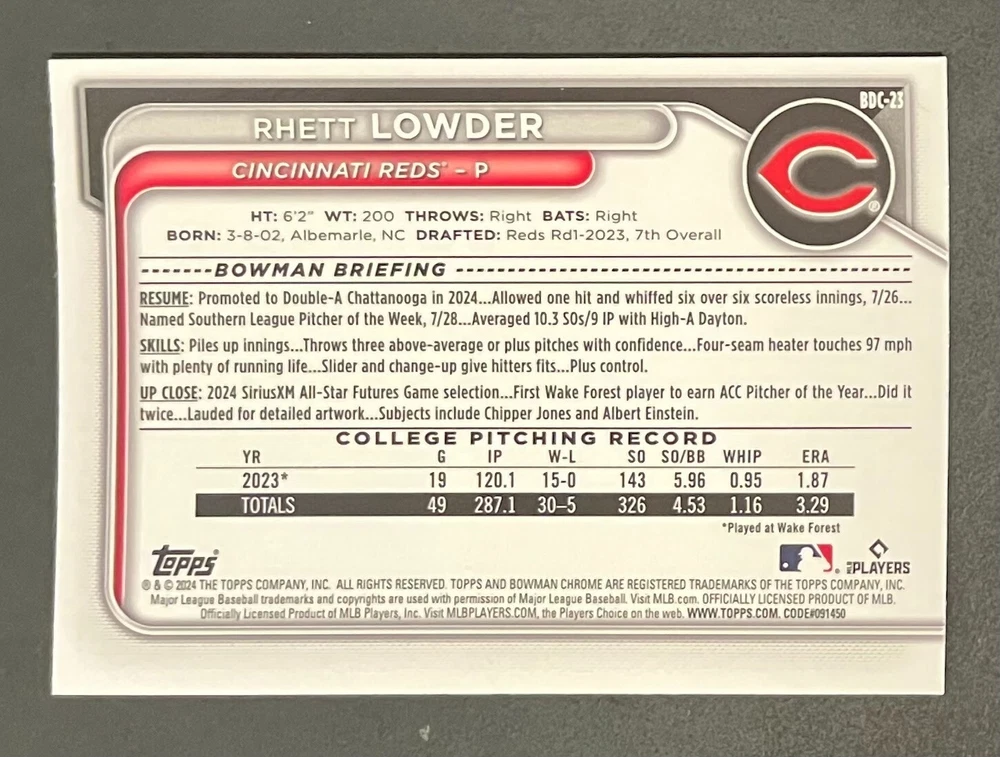 BDC-23
RHETT LOWDER
CINCINNATI REDS® – P
C
®
HT: 6'2" WT: 200 THROWS: Right BATS: Right
BORN: 3-8-02, Albemarle, NC DRAFTED: Reds Rd1-2023, 7th Overall
-------BOWMAN BRIEFING -------
RESUME: Promoted to Double-A Chattanooga in 2024...Allowed one hit and whiffed six over six scoreless innings, 7/26...
Named Southern League Pitcher of the Week, 7/28...Averaged 10.3 SOs/9 IP with High-A Dayton.
SKILLS: Piles up innings...Throws three above-average or plus pitches with confidence...Four-seam heater touches 97 mph
with plenty of running life...Slider and change-up give hitters fits...Plus control.
UP CLOSE: 2024 SiriusXM All-Star Futures Game selection...First Wake Forest player to earn ACC Pitcher of the Year...Did it
twice...Lauded for detailed artwork...Subjects include Chipper Jones and Albert Einstein.
COLLEGE PITCHING RECORD
YR G IP W-L SO SO/BB WHIP ERA
2023* 19 120.1 15-0 143 5.96 0.95 1.87
TOTALS 49 287.1 30–5 326 4.53 1.16 3.29
*Played at Wake Forest
Topps®
MLB PLAYERS
® & © 2024 THE TOPPS COMPANY, INC. ALL RIGHTS RESERVED. TOPPS AND BOWMAN CHROME ARE REGISTERED TRADEMARKS OF THE TOPPS COMPANY, INC.
Major League Baseball trademarks and copyrights are used with permission of Major League Baseball. Visit MLB.com. OFFICIALLY LICENSED PRODUCT OF MLB.
Officially Licensed Product of MLB Players, Inc. Visit MLBPLAYERS.COM, the Players Choice on the web. WWW.TOPPS.COM. CODE#091450